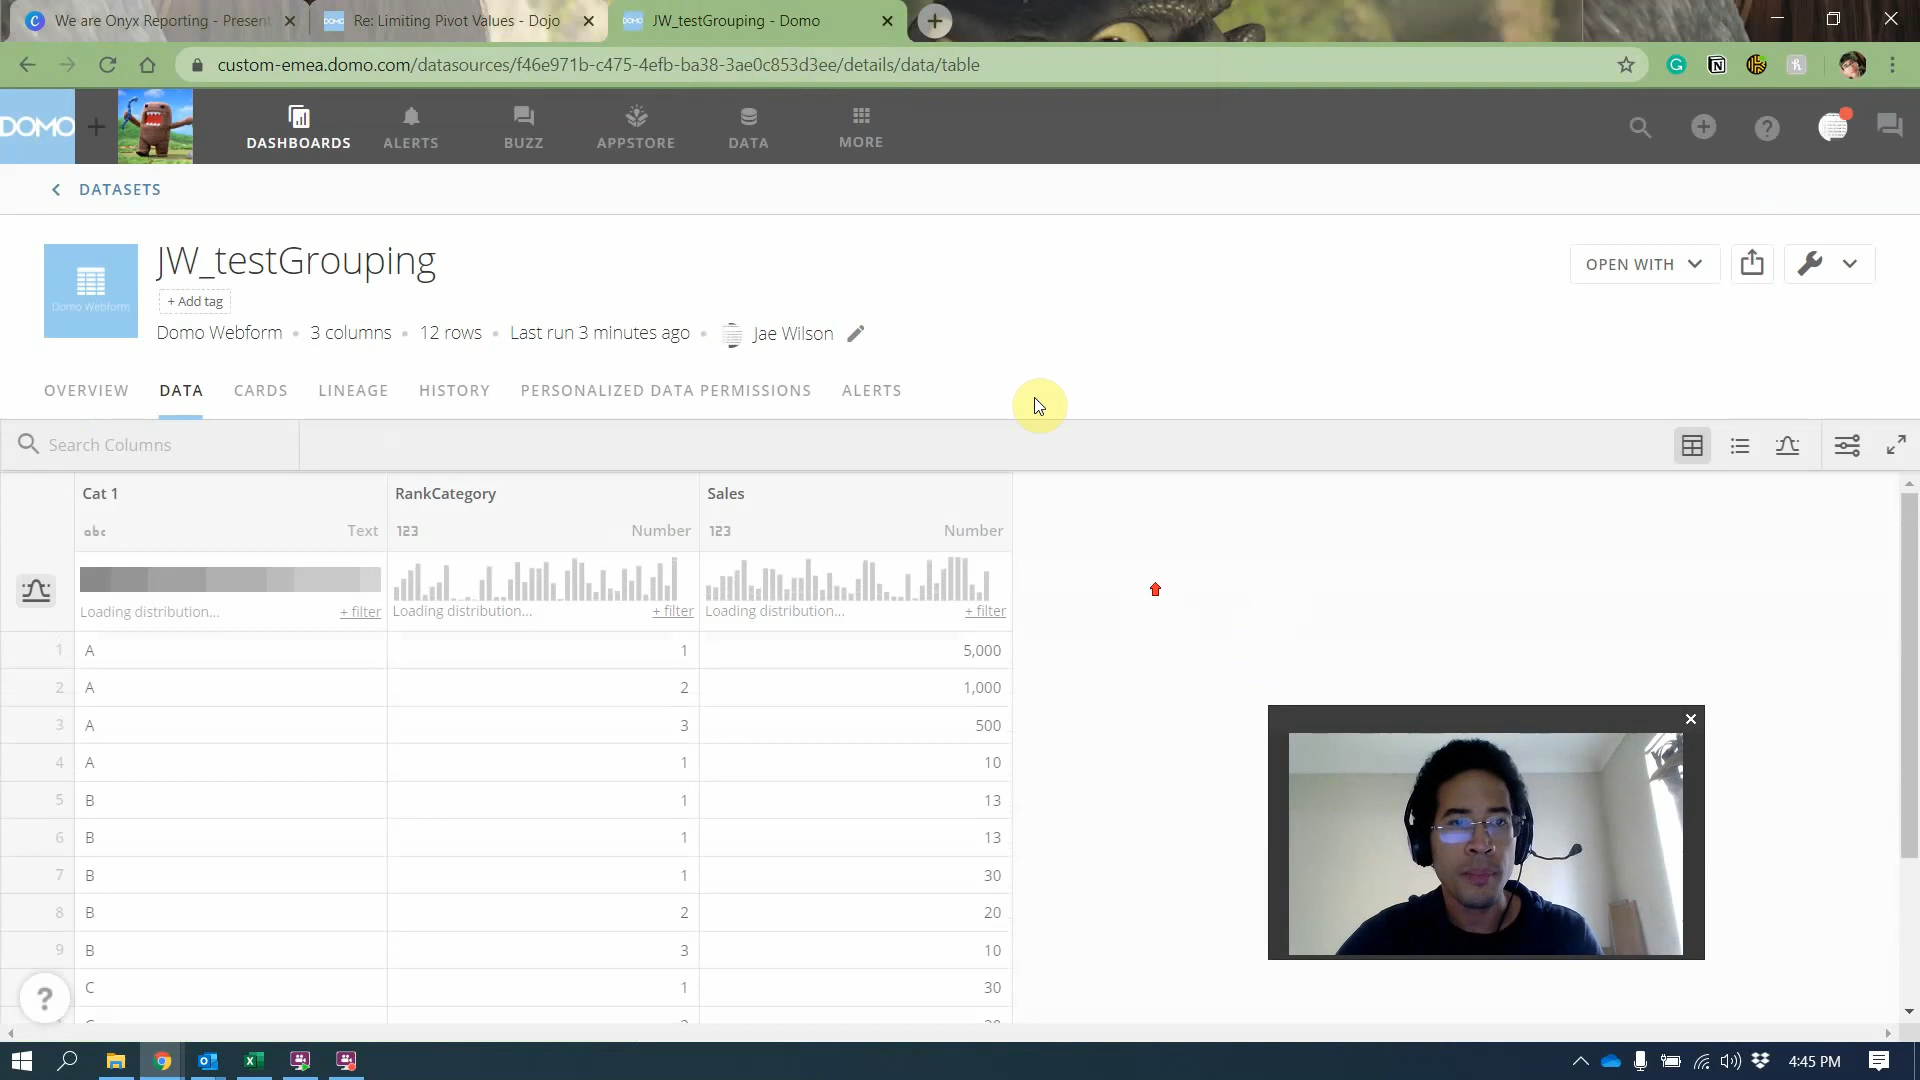 We are Onyx Reporting - Present
Re: Limiting Pivot Values - Dojo
JW_testGrouping - Domo
custom-emea.domo.com/datasources/f46e971b-c475-4efb-ba38-3ae0c853d3ee/details/data/table
DOMO
DASHBOARDS
ALERTS
BUZZ
APPSTORE
DATA
MORE
DATASETS
JW_testGrouping
Domo Webform
+ Add tag
Domo Webform • 3 columns • 12 rows • Last run 3 minutes ago • Jae Wilson
OPEN WITH
OVERVIEW DATA CARDS LINEAGE HISTORY PERSONALIZED DATA PERMISSIONS ALERTS
Search Columns
Cat 1 RankCategory Sales
abc Text 123 Number 123 Number
Loading distribution... + filter Loading distribution... + filter Loading distribution... + filter
1 A 1 5,000
2 A 2 1,000
3 A 3 500
4 A 1 10
5 B 1 13
6 B 1 13
7 B 1 30
8 B 2 20
9 B 3 10
C 1 30
?
4:45 PM